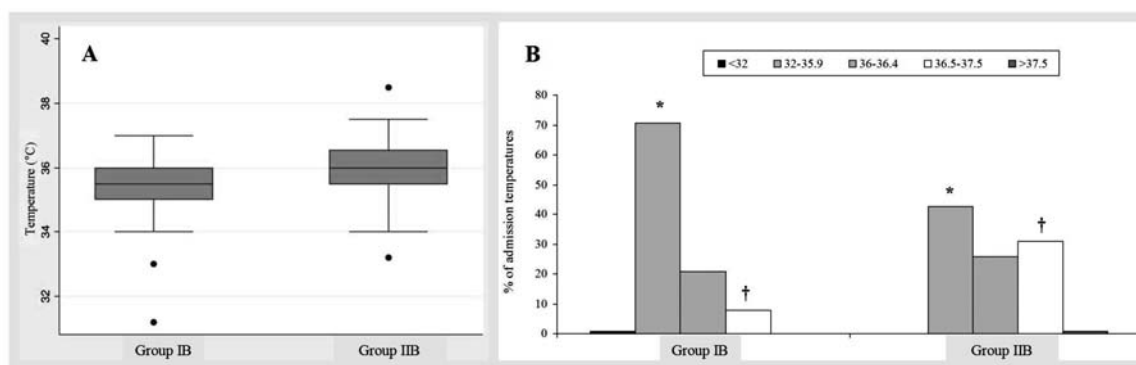 A
Temperature (°C)
40
38
36
34
32
Group IB
Group IIB
B
<32 32-35.9 36-36.4 36.5-37.5 >37.5
% of admission temperatures
80
70
60
50
40
30
20
10
0
*
†
*
†
Group IB
Group IIB